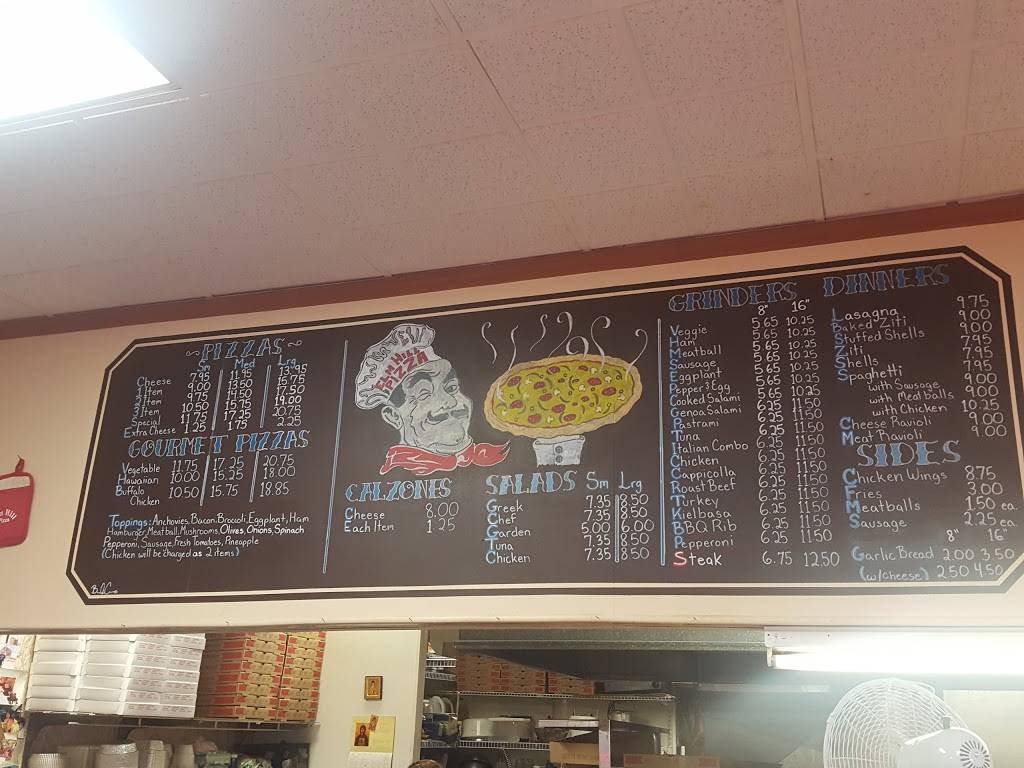 PIZZAS
Sm Med Lrg
Cheese 7.95 11.95 13.95
1 Item 9.00 13.50 15.75
2 Item 9.75 14.50 17.50
3 Item 10.50 15.75 19.00
Special 11.75 17.25 20.75
Extra Cheese 1.25 1.75 2.25
GOURMET PIZZAS
Vegetable 11.75 17.25 20.75
Hawaiian 10.00 15.25 18.00
Buffalo
Chicken 10.50 15.75 18.85
Toppings: Anchovies, Bacon, Broccoli, Eggplant, Ham
Hamburger, Meatball, Mushrooms, Olives, Onions, Spinach
Pepperoni, Sausage, Fresh Tomatoes, Pineapple
(Chicken will be charged as 2 items)
PIZZA
CALZONES
Cheese 8.00
Each Item 1.25
SALADS Sm Lrg
Greek 7.35 8.50
Chef 7.35 8.50
Garden 5.00 6.00
Tuna 7.35 8.50
Chicken 7.35 8.50
GRINDERS
8" 16"
Veggie 5.65 10.25
Ham 5.65 10.25
Meatball 5.65 10.25
Sausage 5.65 10.25
Eggplant 5.65 10.25
Pepper & Egg 5.65 10.25
Cooked Salami 5.65 10.25
Genoa Salami 6.25 11.50
Pastrami 6.25 11.50
Tuna 6.25 11.50
Italian Combo 6.25 11.50
Chicken 6.25 11.50
Cappicolla 6.25 11.50
Roast Beef 6.25 11.50
Turkey 6.25 11.50
Kielbasa 6.25 11.50
BBQ Rib 6.25 11.50
Pepperoni 6.25 11.50
Steak 6.75 12.50
DINNERS
Lasagna 9.75
Baked Ziti 9.00
Stuffed Shells 9.00
Ziti 7.95
Shells 7.95
Spaghetti 7.95
with Sausage 9.00
with Meatballs 9.00
with Chicken 10.25
Cheese Ravioli 9.00
Meat Ravioli 9.00
SIDES
Chicken Wings 8.75
Fries 3.00
Meatballs 1.50 ea.
Sausage 2.25 ea.
8" 16"
Garlic Bread 2.00 3.50
(w/cheese) 2.50 4.50